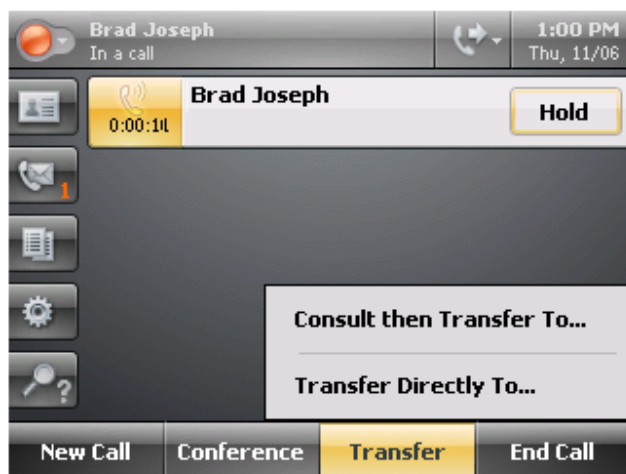 Brad Joseph
In a call
1:00 PM
Thu, 11/06
Brad Joseph
Hold
1
Consult then Transfer To...
Transfer Directly To...
?
New Call
Conference
Transfer
End Call